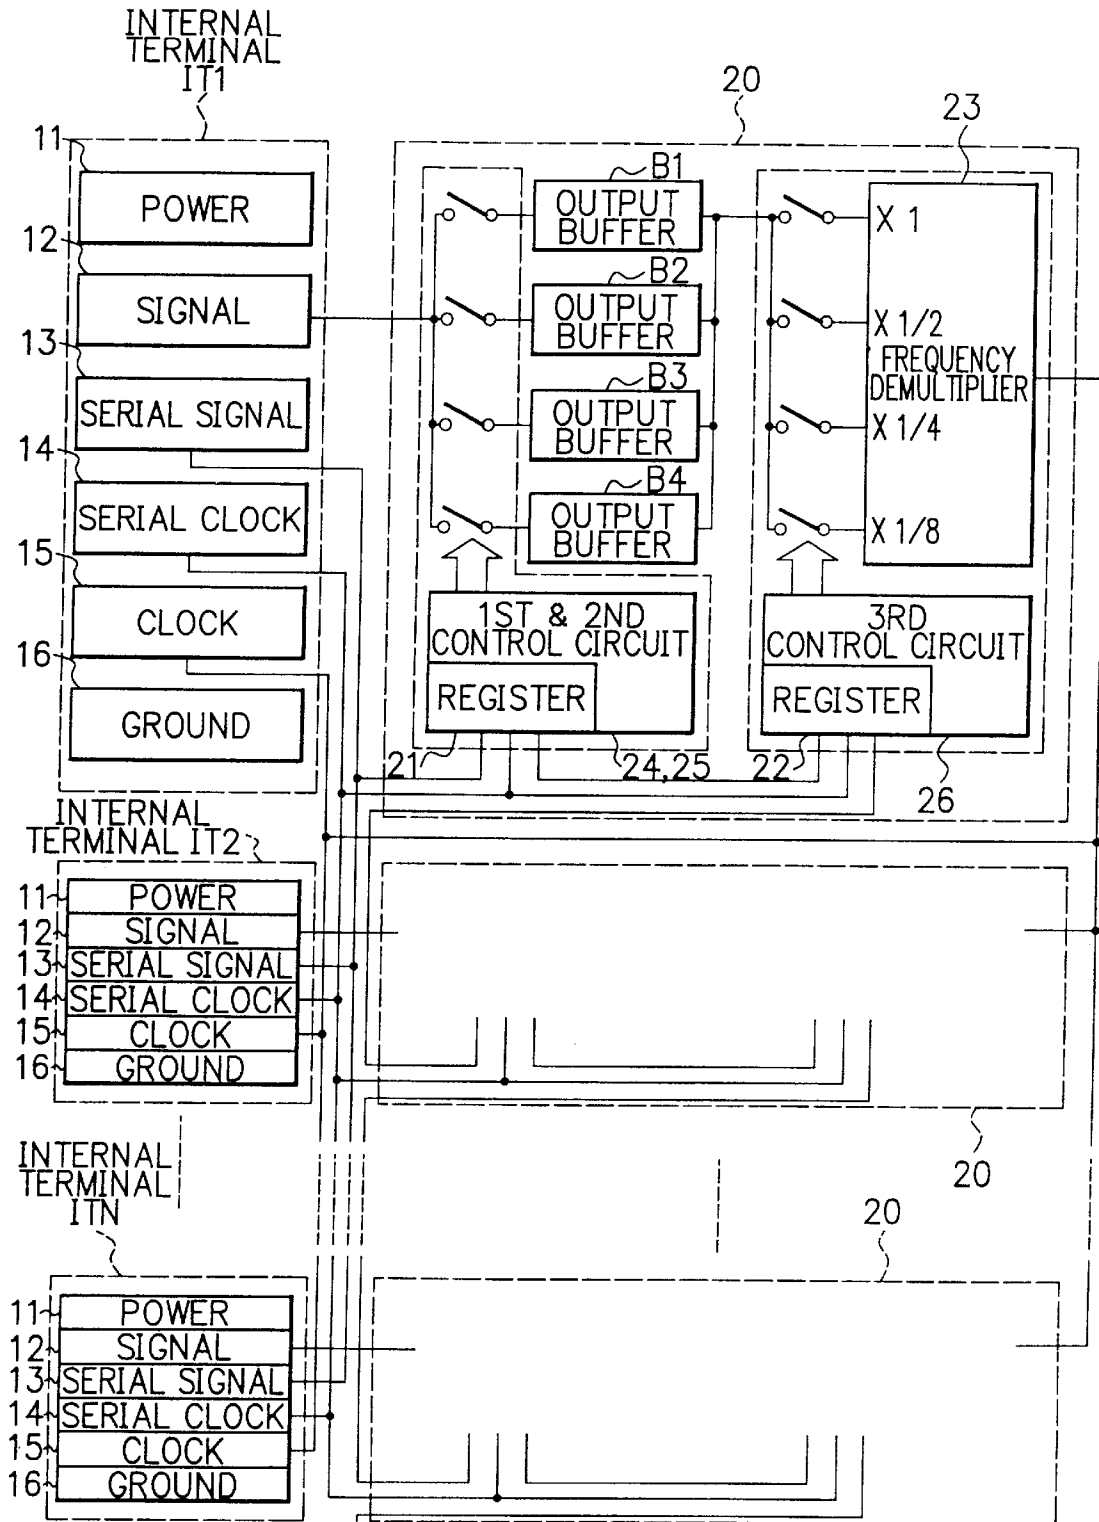 INTERNAL
TERMINAL
IT1
20
23
11
POWER
12
SIGNAL
13
SERIAL SIGNAL
14
SERIAL CLOCK
15
CLOCK
16
GROUND
B1
OUTPUT
BUFFER
B2
OUTPUT
BUFFER
B3
OUTPUT
BUFFER
B4
OUTPUT
BUFFER
X 1
X 1/2
FREQUENCY
DEMULTIPLIER
X 1/4
X 1/8
1ST & 2ND
CONTROL CIRCUIT
REGISTER
3RD
CONTROL CIRCUIT
REGISTER
21
24,25
22
26
INTERNAL
TERMINAL IT2
11
POWER
12
SIGNAL
13
SERIAL SIGNAL
14
SERIAL CLOCK
15
CLOCK
16
GROUND
20
INTERNAL
TERMINAL
ITN
20
11
POWER
12
SIGNAL
13
SERIAL SIGNAL
14
SERIAL CLOCK
15
CLOCK
16
GROUND